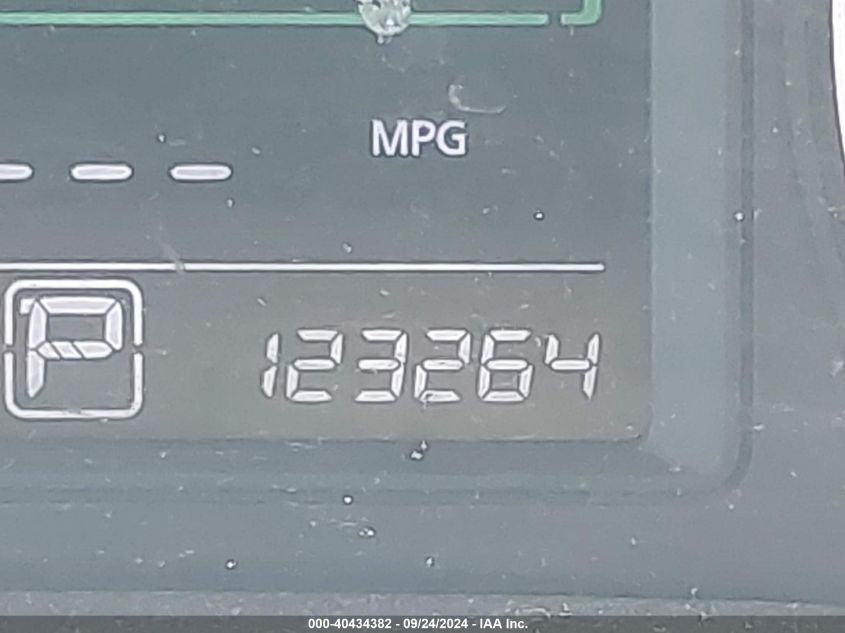 MPG
- - -
P 123264
000-40434382 - 09/24/2024 - IAA Inc.